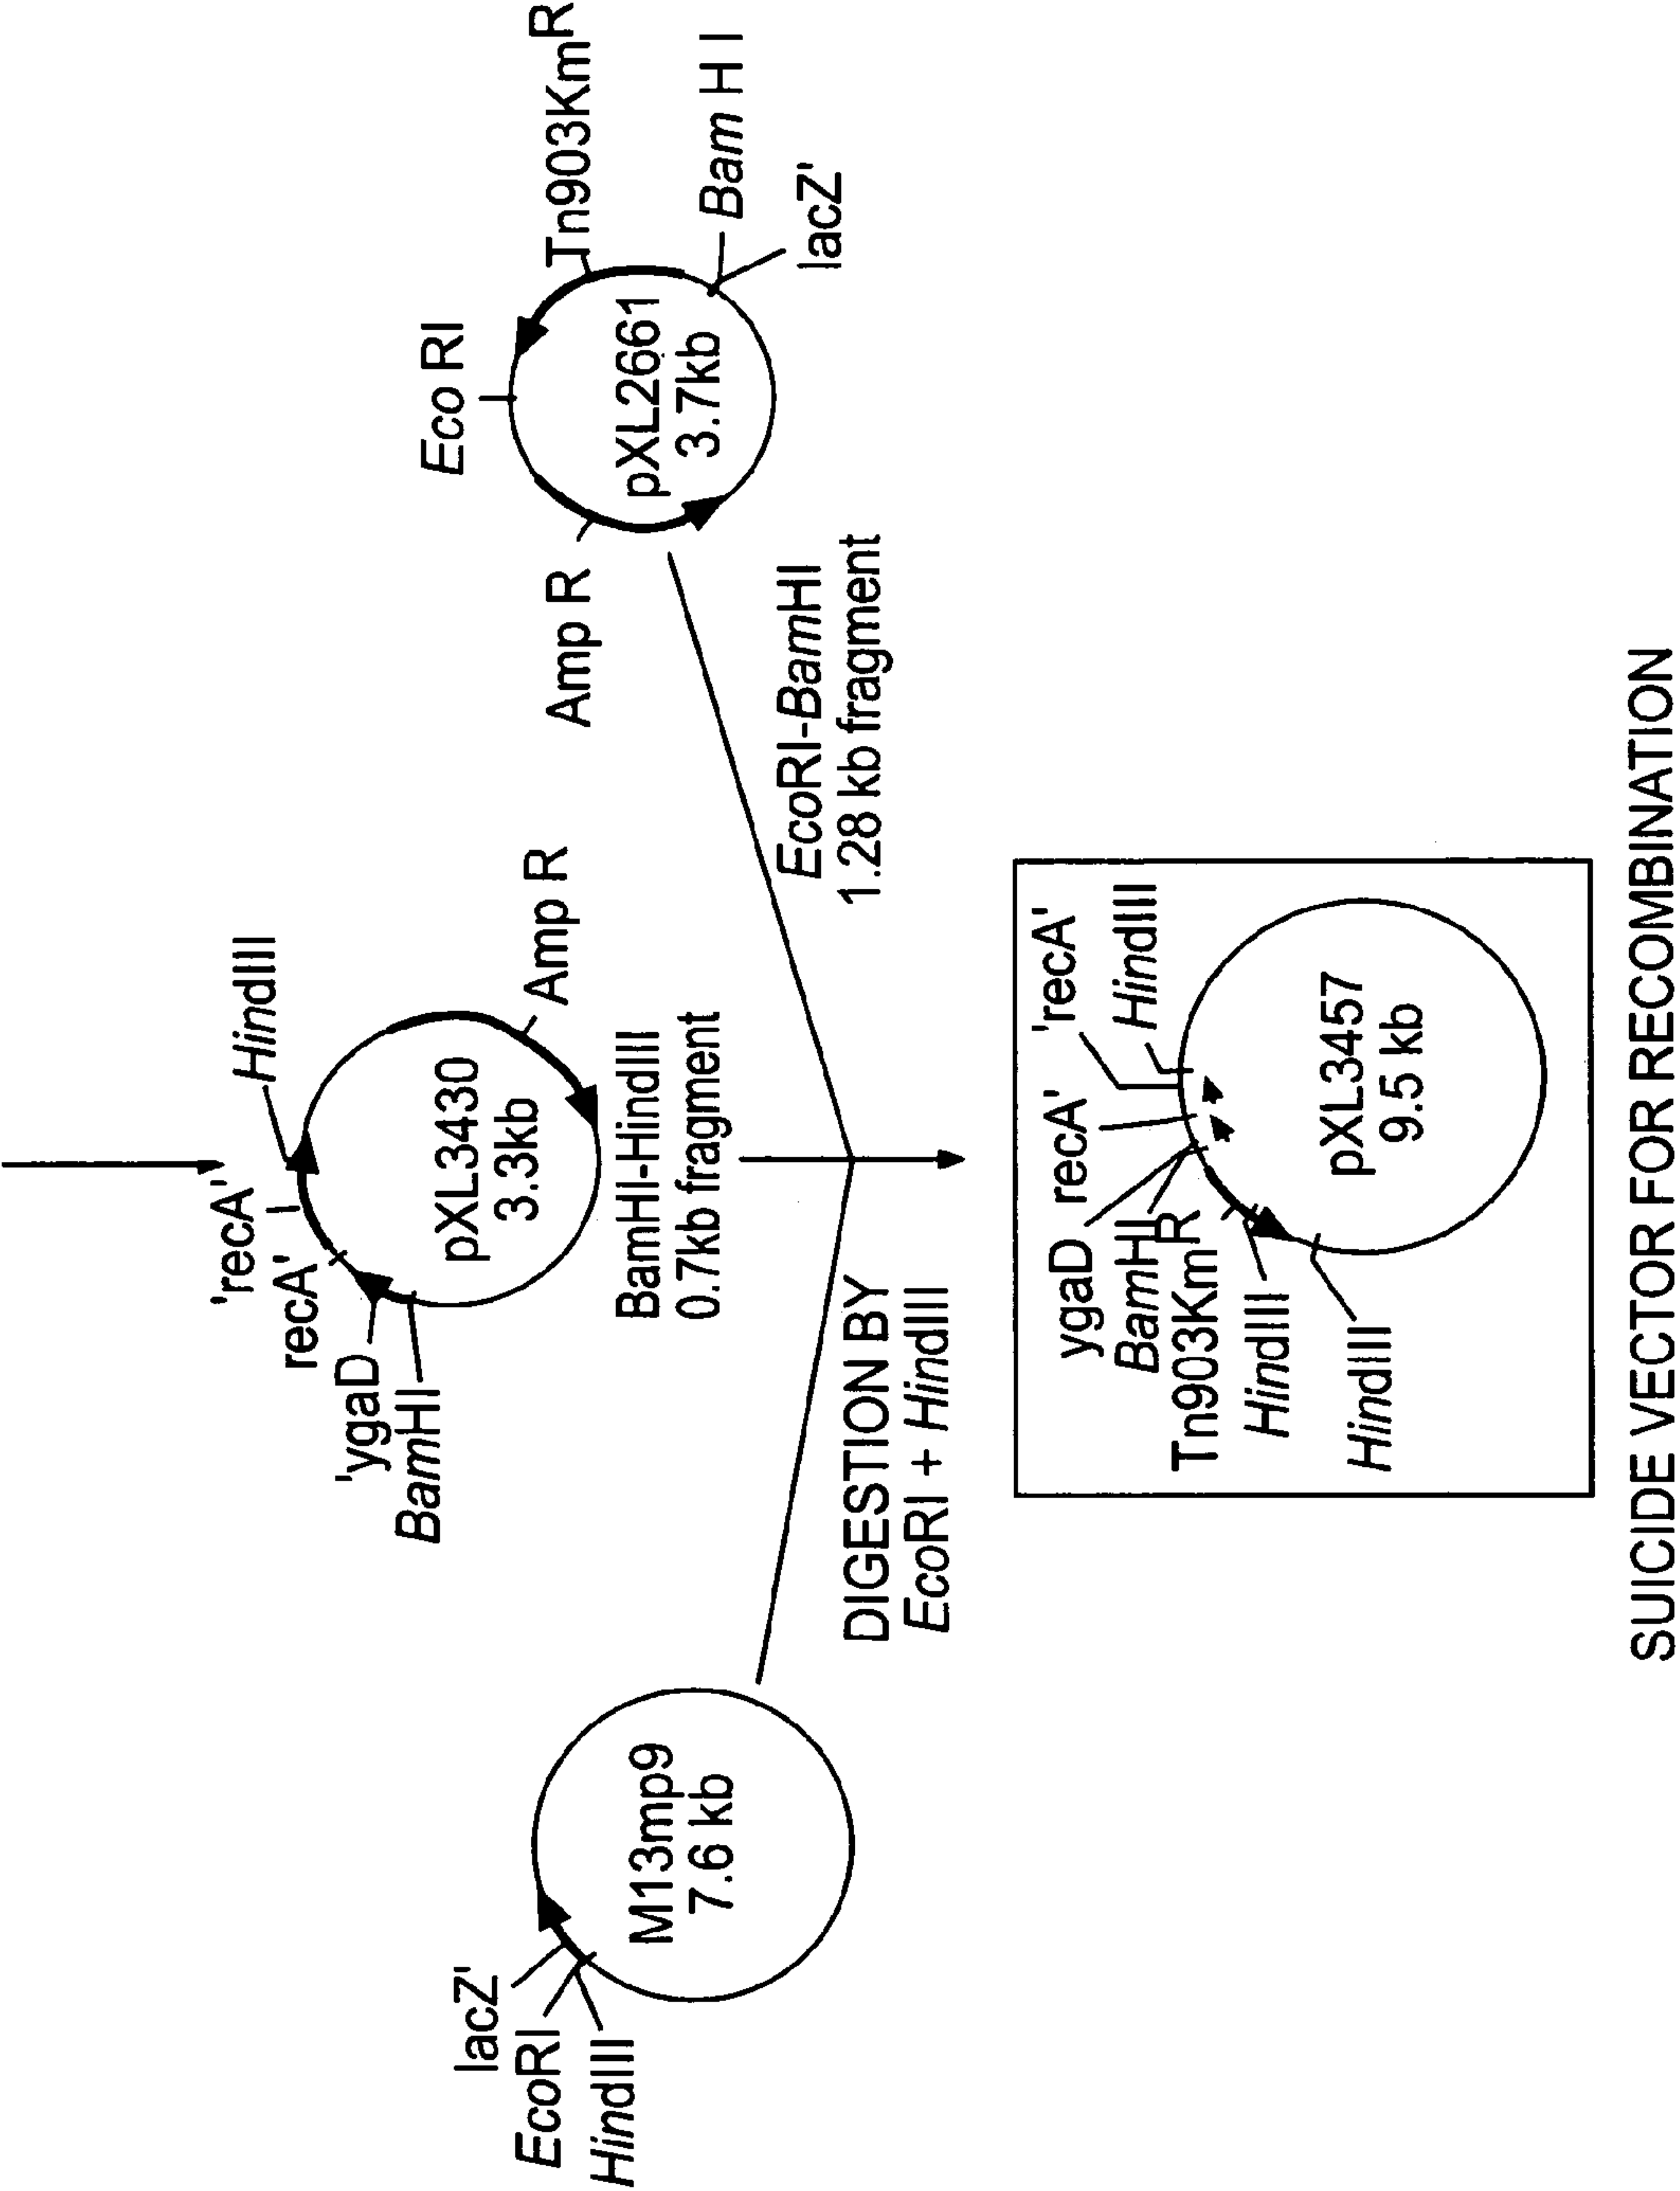 HindIII
'recA'
recA'
'ygaD
BamHI
pXL3430
3.3kb
Amp R
lacZ'
EcoRI
HindIII
M13mp9
7.6 kb
Eco RI
Tn903KmR
Amp R
pXL2661
3.7kb
Bam H I
lacZ'
BamHI-HindIII
0.7kb fragment
EcoRI-BamHI
1.28 kb fragment
DIGESTION BY
EcoRI + HindIII
'recA'
HindIII
recA'
ygaD
BamHI
Tn903KmR
HindIII
HindIII
pXL3457
9.5 kb
SUICIDE VECTOR FOR RECOMBINATION